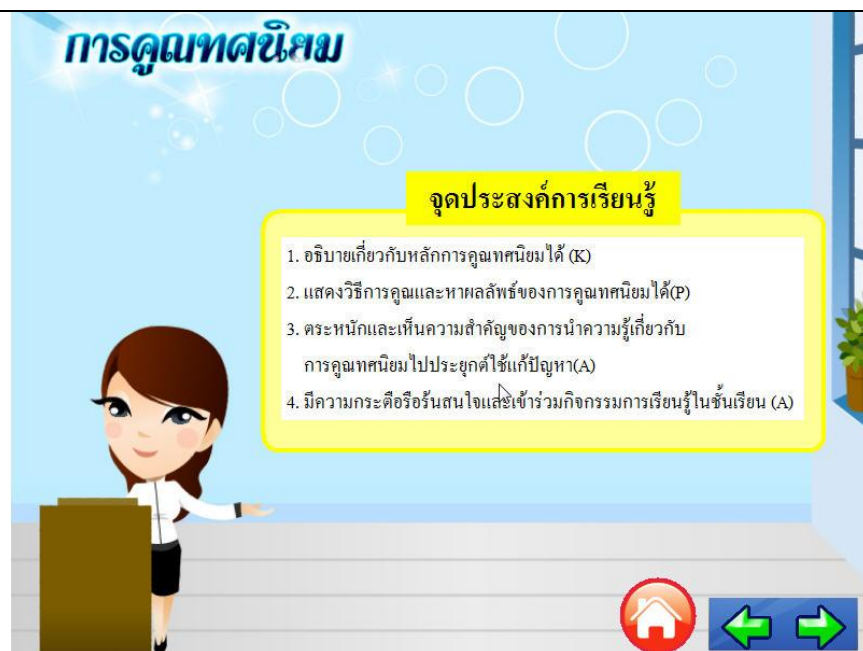 การคูณทศนิยม
จุดประสงค์การเรียนรู้
1. อธิบายเกี่ยวกับหลักการคูณทศนิยมได้ (K)
2. แสดงวิธีการคูณและหาผลลัพธ์ของการคูณทศนิยมได้(P)
3. ตระหนักและเห็นความสำคัญของการนำความรู้เกี่ยวกับ
การคูณทศนิยมไปประยุกต์ใช้แก้ปัญหา(A)
4. มีความกระตือรือร้นสนใจและเข้าร่วมกิจกรรมการเรียนรู้ในชั้นเรียน (A)